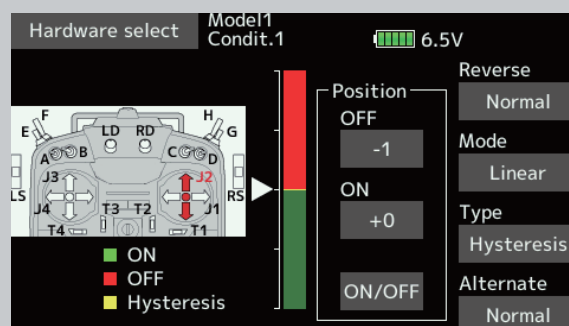 Hardware select
Model1
Condit.1
6.5V
F
H
E
G
LD
RD
A
B
C
D
J3
J2
LS
RS
J4
J1
T3
T2
T4
T1
ON
OFF
Hysteresis
Position
OFF
-1
ON
+0
ON/OFF
Reverse
Normal
Mode
Linear
Type
Hysteresis
Alternate
Normal